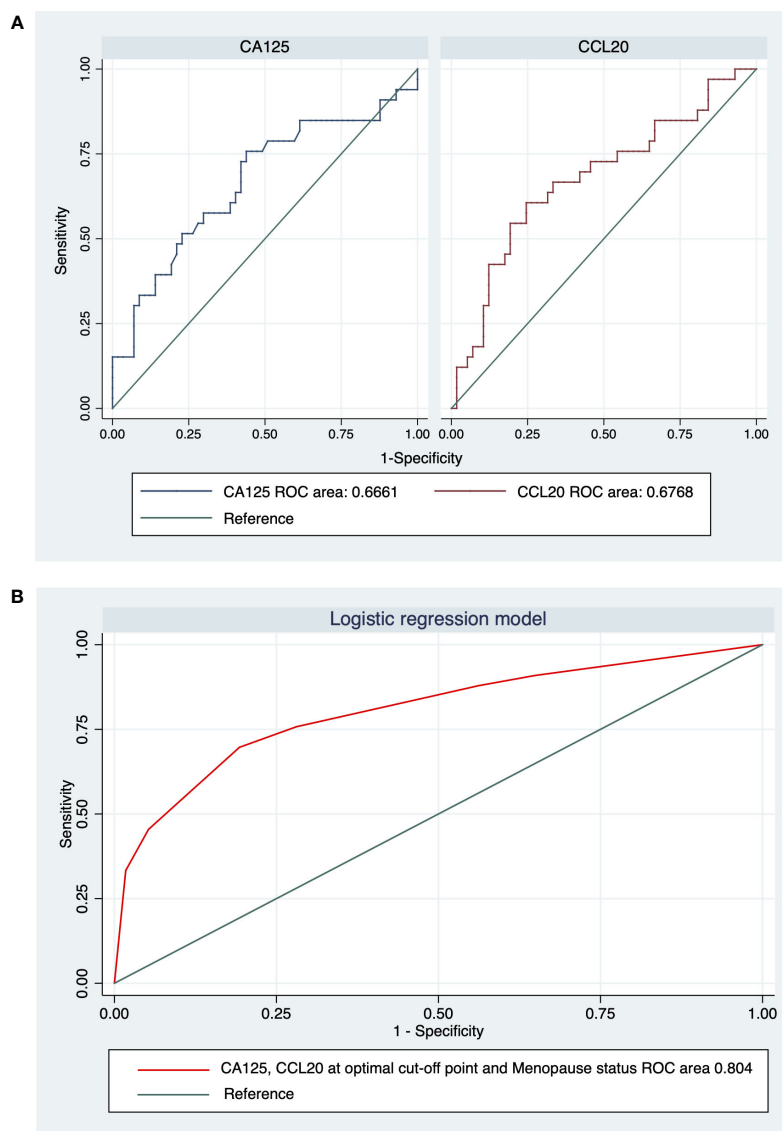 A
CA125
CCL20
1.00
0.75
0.50
0.25
0.00
Sensitivity
0.00 0.25 0.50 0.75 1.00
0.00 0.25 0.50 0.75 1.00
1-Specificity
CA125 ROC area: 0.6661
CCL20 ROC area: 0.6768
Reference
B
Logistic regression model
1.00
0.75
0.50
0.25
0.00
Sensitivity
0.00 0.25 0.50 0.75 1.00
1 - Specificity
CA125, CCL20 at optimal cut-off point and Menopause status ROC area 0.804
Reference